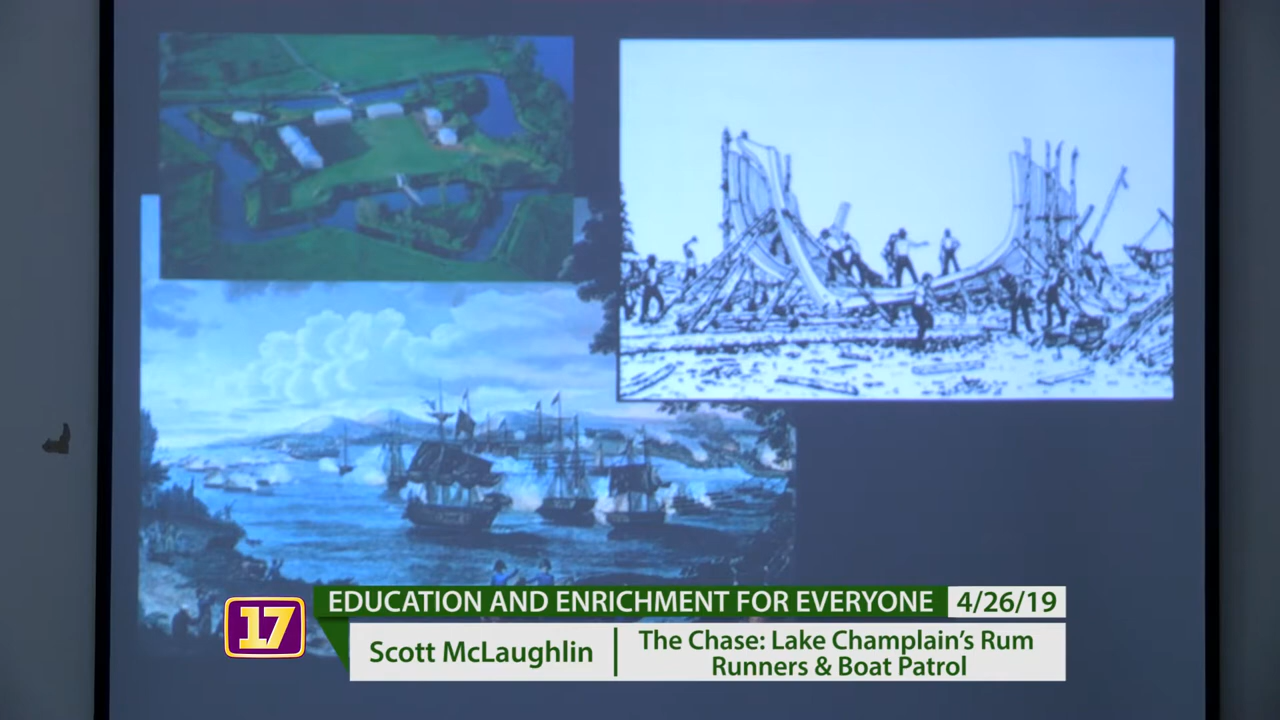 EDUCATION AND ENRICHMENT FOR EVERYONE 4/26/19
17
Scott McLaughlin
The Chase: Lake Champlain's Rum
Runners & Boat Patrol